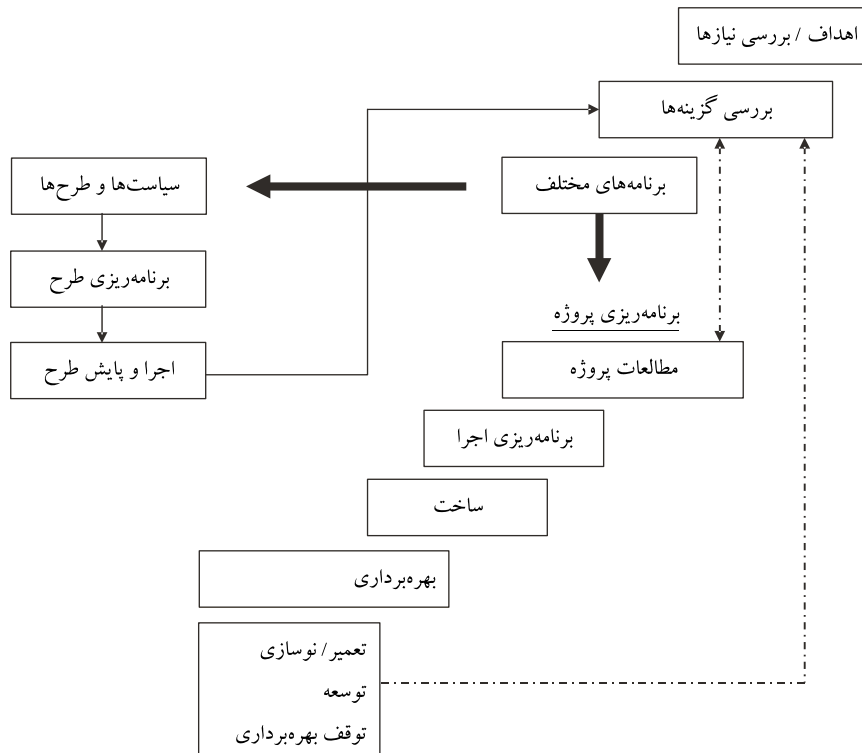 اهداف / بررسی نیازها
بررسی گزینه‌ها
برنامه‌های مختلف
سیاست‌ها و طرح‌ها
برنامه‌ریزی طرح
اجرا و پایش طرح
برنامه‌ریزی پروژه
مطالعات پروژه
برنامه‌ریزی اجرا
ساخت
بهره‌برداری
تعمیر/ نوسازی
توسعه
توقف بهره‌برداری